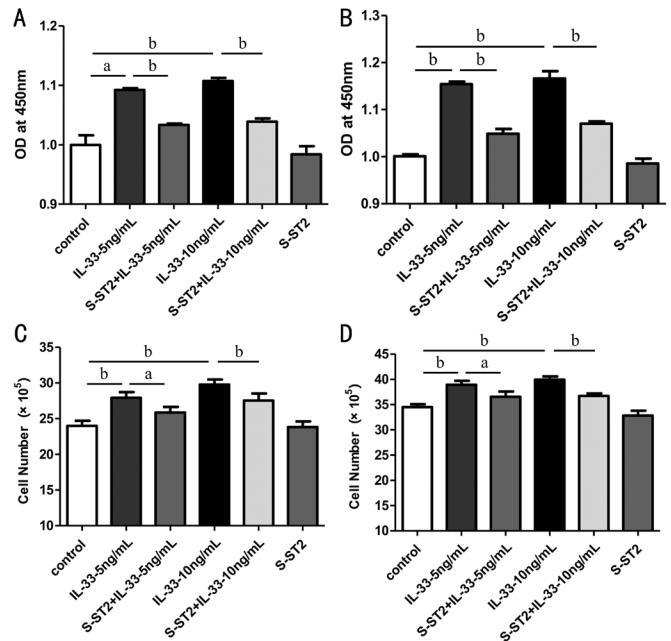 A
b
a b b
OD at 450nm
1.2
1.1
1.0
0.9
control
IL-33-5ng/mL
S-ST2+IL-33-5ng/mL
IL-33-10ng/mL
S-ST2+IL-33-10ng/mL
S-ST2
B
b
b b b
OD at 450nm
1.3
1.2
1.1
1.0
0.9
control
IL-33-5ng/mL
S-ST2+IL-33-5ng/mL
IL-33-10ng/mL
S-ST2+IL-33-10ng/mL
S-ST2
C
b
b a b
Cell Number (× 10⁵)
35
30
25
20
15
10
control
IL-33-5ng/mL
S-ST2+IL-33-5ng/mL
IL-33-10ng/mL
S-ST2+IL-33-10ng/mL
S-ST2
D
b
b a b
Cell Number (× 10⁵)
45
40
35
30
25
20
15
10
control
IL-33-5ng/mL
S-ST2+IL-33-5ng/mL
IL-33-10ng/mL
S-ST2+IL-33-10ng/mL
S-ST2